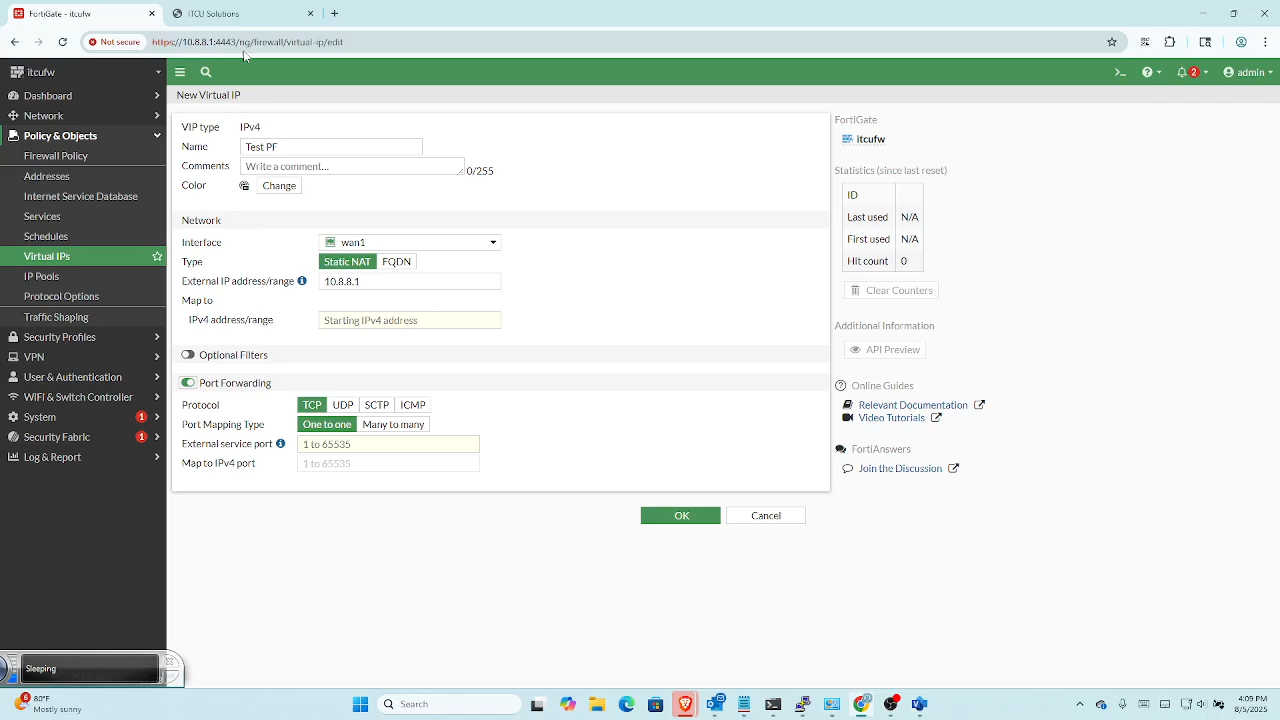 FortiGate - itcufw
ITCU Solutions
Not secure
https://10.8.8.1:4443/ng/firewall/virtual-ip/edit
itcufw
2
admin
Dashboard
Network
Policy & Objects
Firewall Policy
Addresses
Internet Service Database
Services
Schedules
Virtual IPs
IP Pools
Protocol Options
Traffic Shaping
Security Profiles
VPN
User & Authentication
WiFi & Switch Controller
System 1
Security Fabric 1
Log & Report
New Virtual IP
VIP type IPv4
Name Test PF
Comments Write a comment... 0/255
Color Change
Network
Interface wan1
Type Static NAT FQDN
External IP address/range 10.8.8.1
Map to
IPv4 address/range Starting IPv4 address
Optional Filters
Port Forwarding
Protocol TCP UDP SCTP ICMP
Port Mapping Type One to one Many to many
External service port 1 to 65535
Map to IPv4 port 1 to 65535
OK Cancel
FortiGate
itcufw
Statistics (since last reset)
ID
Last used N/A
First used N/A
Hit count 0
Clear Counters
Additional Information
API Preview
Online Guides
Relevant Documentation
Video Tutorials
FortiAnswers
Join the Discussion
Sleeping
6
80°F
Mostly sunny
Search
4:09 PM
8/5/2025